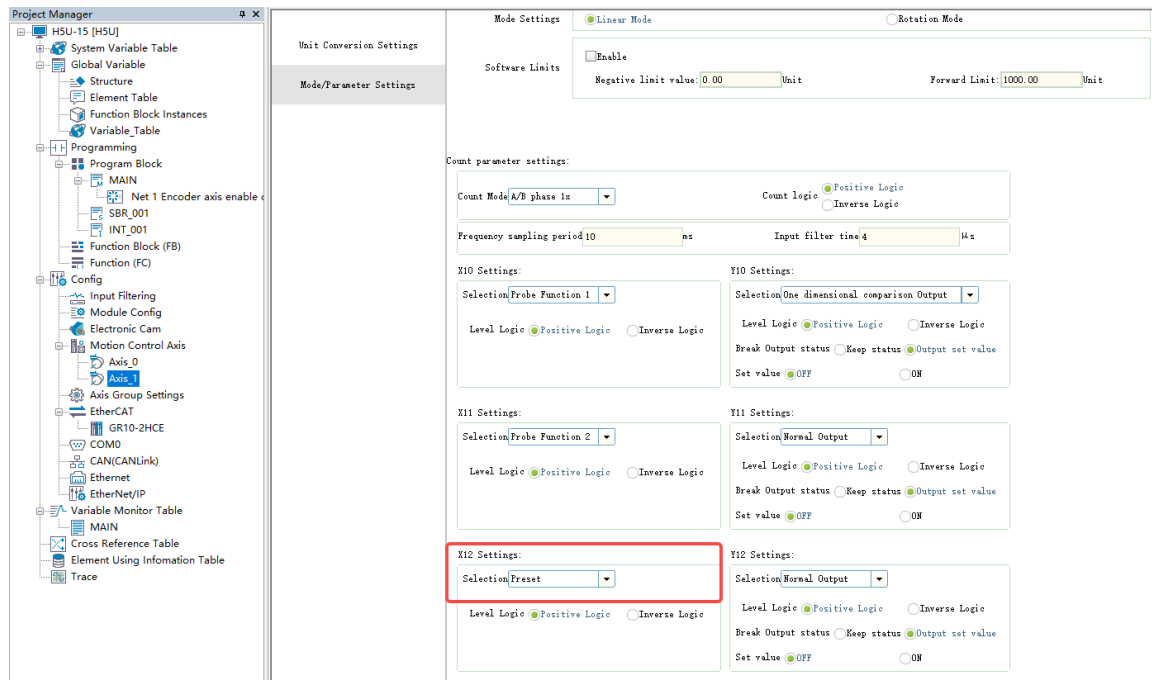 Project Manager
H5U-15 [H5U]
System Variable Table
Global Variable
Structure
Element Table
Function Block Instances
Variable_Table
Programming
Program Block
MAIN
Net 1 Encoder axis enable
SBR_001
INT_001
Function Block (FB)
Function (FC)
Config
Input Filtering
Module Config
Electronic Cam
Motion Control Axis
Axis_0
Axis_1
Axis Group Settings
EtherCAT
GR10-2HCE
COM0
CAN(CANLink)
Ethernet
EtherNet/IP
Variable Monitor Table
MAIN
Cross Reference Table
Element Using Infomation Table
Trace
Unit Conversion Settings
Mode/Parameter Settings
Mode Settings Linear Mode Rotation Mode
Software Limits
Enable
Negative limit value: 0.00 Unit Forward Limit: 1000.00 Unit
Count parameter settings:
Count Mode A/B phase 1x Count logic Positive Logic
Inverse Logic
Frequency sampling period 10 ms Input filter time 4 μs
X10 Settings:
Selection Probe Function 1
Level Logic Positive Logic Inverse Logic
Y10 Settings:
Selection One dimensional comparison Output
Level Logic Positive Logic Inverse Logic
Break Output status Keep status Output set value
Set value OFF ON
X11 Settings:
Selection Probe Function 2
Level Logic Positive Logic Inverse Logic
Y11 Settings:
Selection Normal Output
Level Logic Positive Logic Inverse Logic
Break Output status Keep status Output set value
Set value OFF ON
X12 Settings:
Selection Preset
Level Logic Positive Logic Inverse Logic
Y12 Settings:
Selection Normal Output
Level Logic Positive Logic Inverse Logic
Break Output status Keep status Output set value
Set value OFF ON